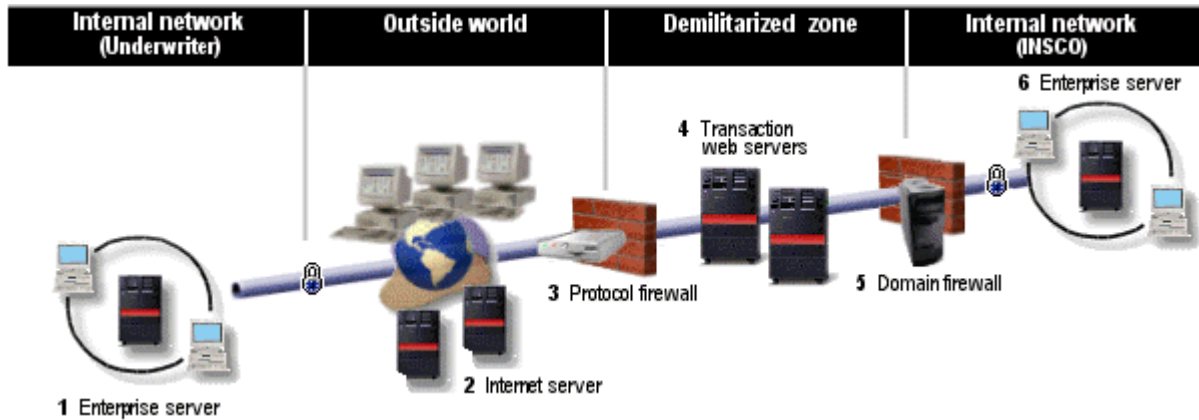 Internal network
(Underwriter)
Outside world
Demilitarized zone
Internal network
(INSCO)
6 Enterprise server
4 Transaction
web servers
3 Protocol firewall
5 Domain firewall
2 Internet server
1 Enterprise server